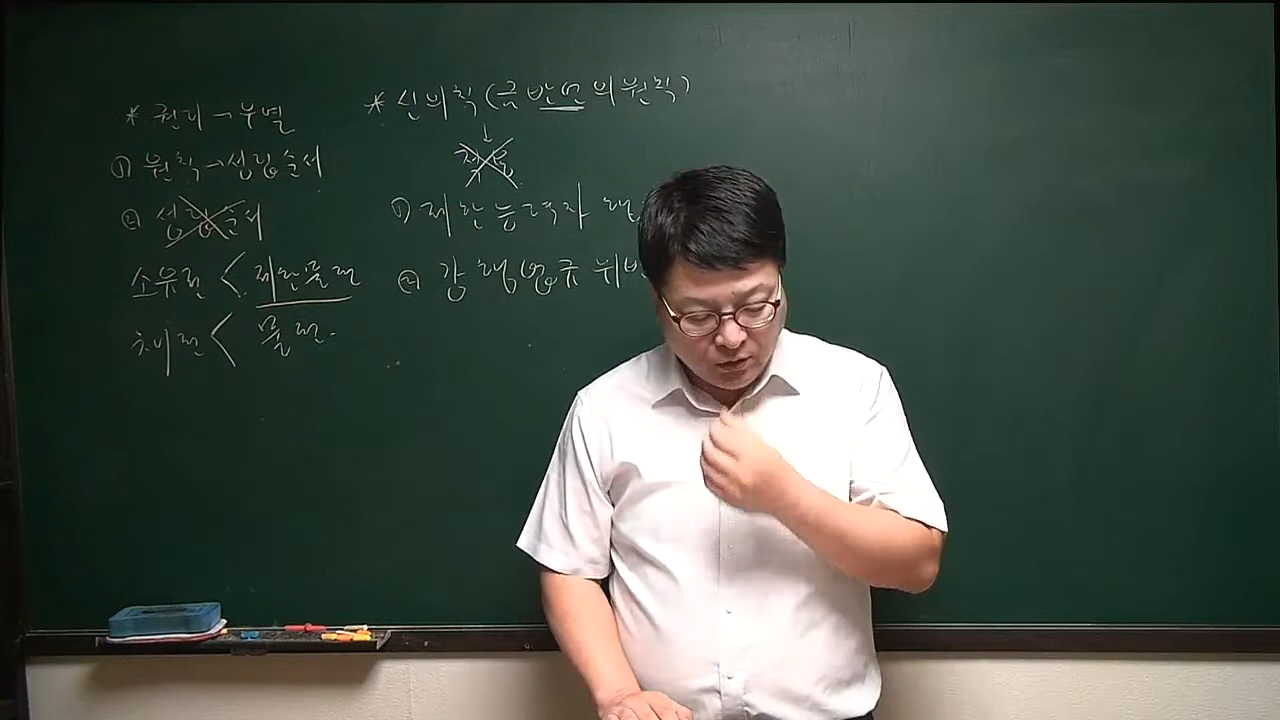 * 권리→우열
① 원칙→성립순서
② 성립순서
소유권 < 제한물권
채권 < 물권.
* 신의칙(금반언의 원칙)
↓
적용
① 제한능력자
② 강행법규 위반